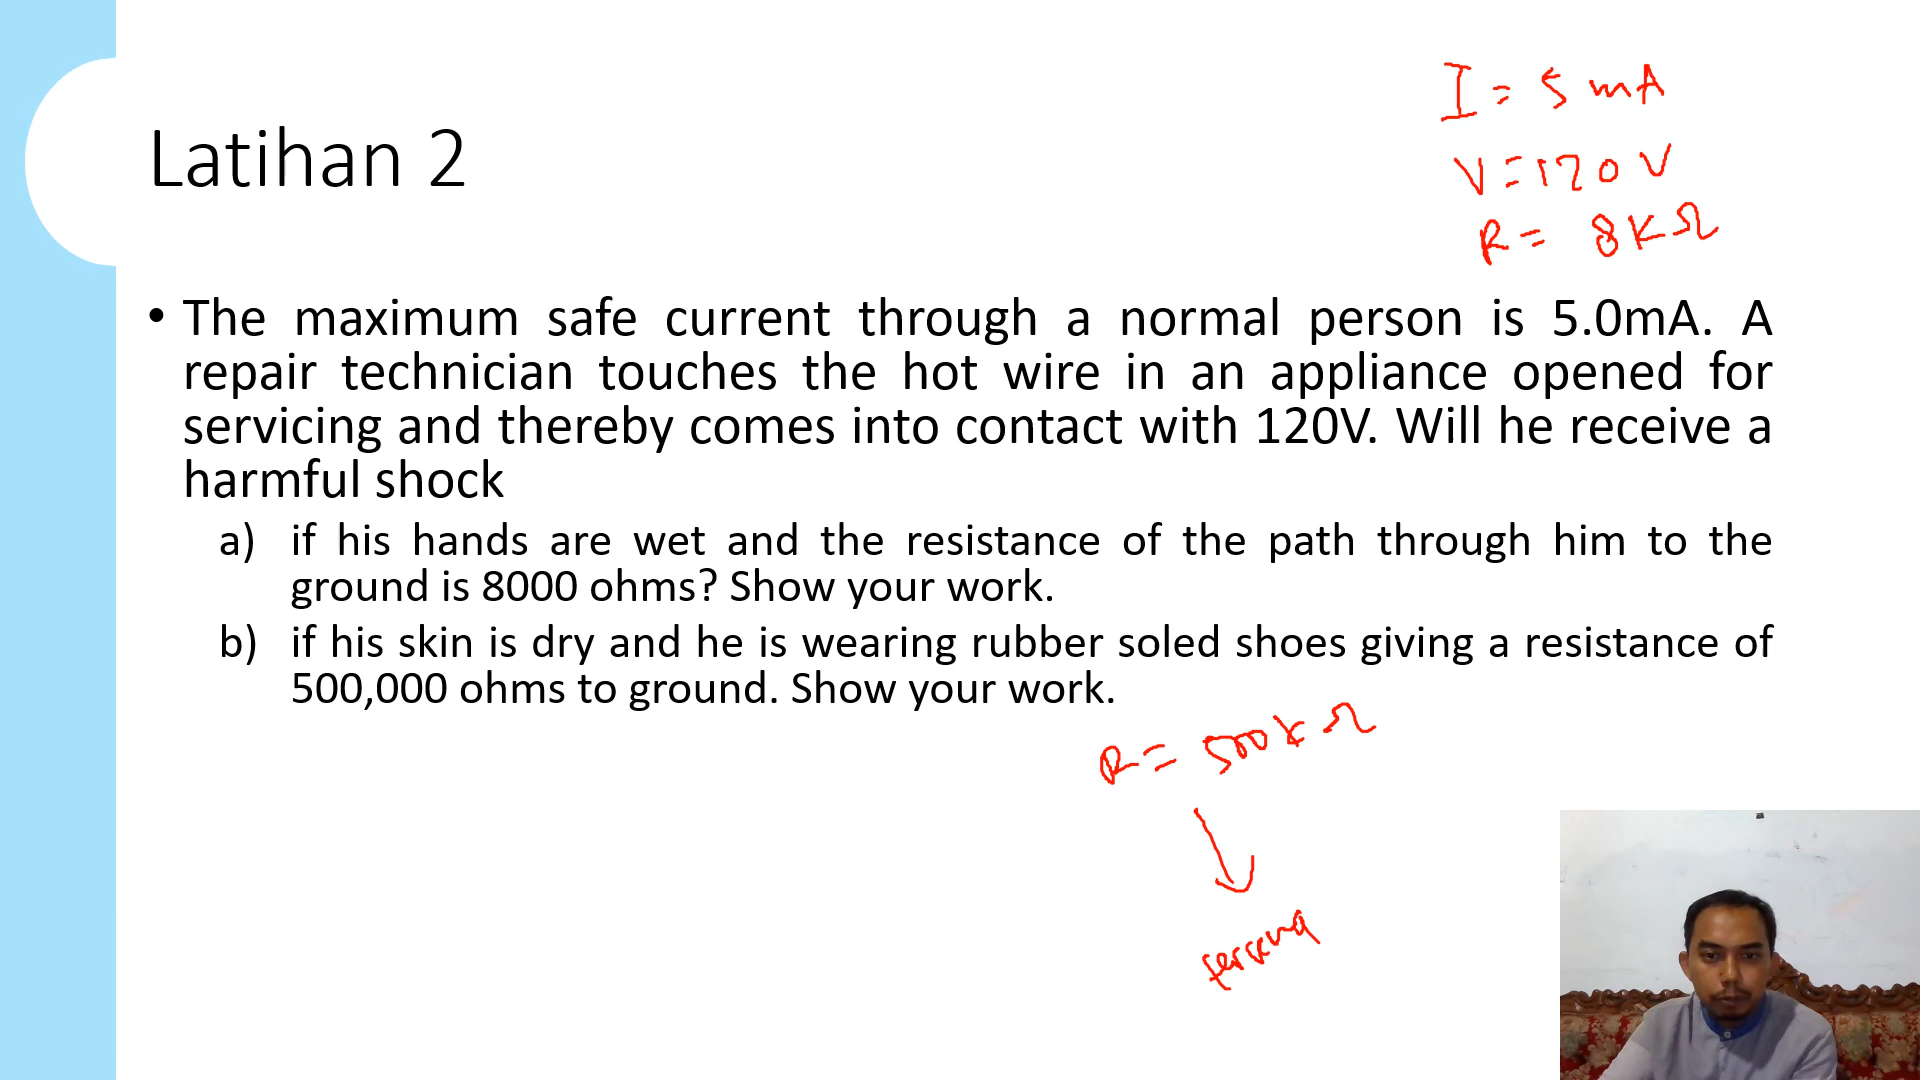 I = 5 mA
V = 120 V
R = 8 K Ω
Latihan 2
• The maximum safe current through a normal person is 5.0mA. A
repair technician touches the hot wire in an appliance opened for
servicing and thereby comes into contact with 120V. Will he receive a
harmful shock
a) if his hands are wet and the resistance of the path through him to the
ground is 8000 ohms? Show your work.
b) if his skin is dry and he is wearing rubber soled shoes giving a resistance of
500,000 ohms to ground. Show your work.
R = 500 k Ω